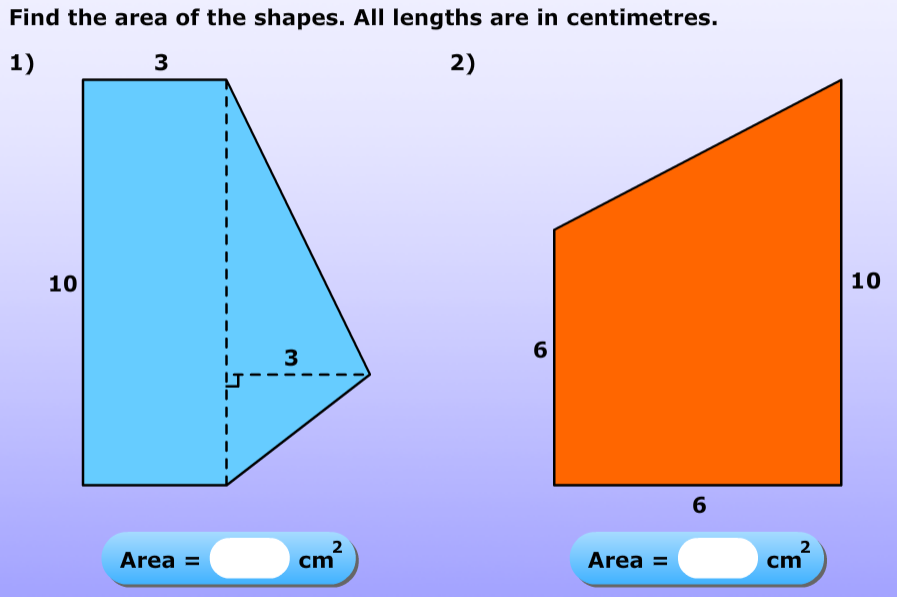 Find the area of the shapes. All lengths are in centimetres.
1)
3
10
3
Area = cm²
2)
10
6
6
Area = cm²